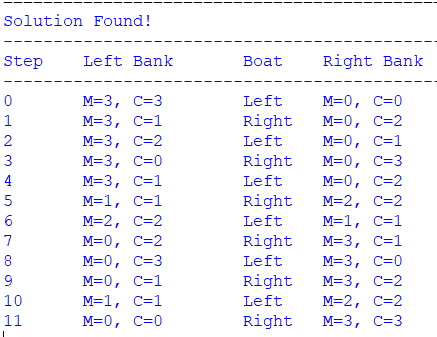 Solution Found!
Step Left Bank Boat Right Bank
0 M=3, C=3 Left M=0, C=0
1 M=3, C=1 Right M=0, C=2
2 M=3, C=2 Left M=0, C=1
3 M=3, C=0 Right M=0, C=3
4 M=3, C=1 Left M=0, C=2
5 M=1, C=1 Right M=2, C=2
6 M=2, C=2 Left M=1, C=1
7 M=0, C=2 Right M=3, C=1
8 M=0, C=3 Left M=3, C=0
9 M=0, C=1 Right M=3, C=2
10 M=1, C=1 Left M=2, C=2
11 M=0, C=0 Right M=3, C=3